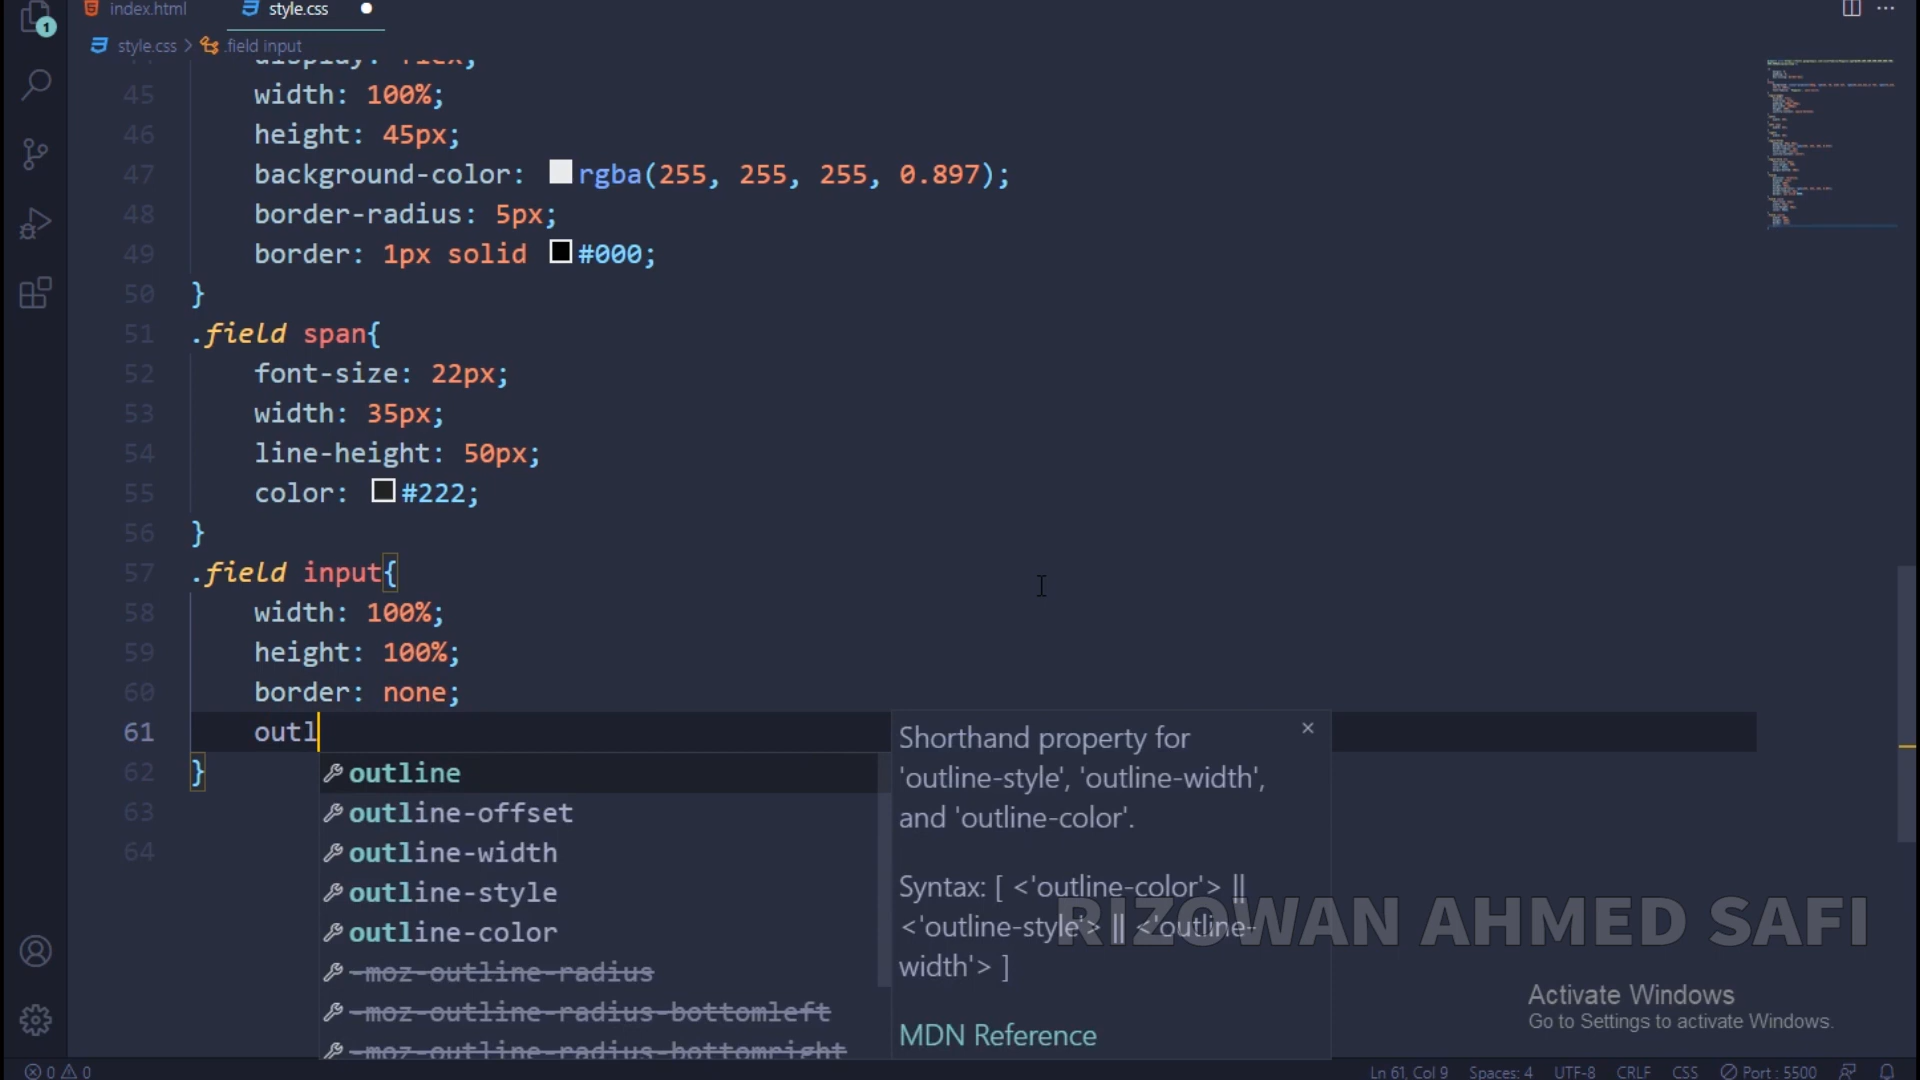 1
index.html
style.css
style.css
.field input
display: flex;
45 width: 100%;
46 height: 45px;
47 background-color: rgba(255, 255, 255, 0.897);
48 border-radius: 5px;
49 border: 1px solid #000;
50 }
51 .field span{
52 font-size: 22px;
53 width: 35px;
54 line-height: 50px;
55 color: #222;
56 }
57 .field input{
58 width: 100%;
59 height: 100%;
60 border: none;
61 outl
62 }
63
64
outline
outline-offset
outline-width
outline-style
outline-color
-moz-outline-radius
-moz-outline-radius-bottomleft
-moz-outline-radius-bottomright
Shorthand property for
'outline-style', 'outline-width',
and 'outline-color'.
Syntax: [ <'outline-color'> ||
<'outline-style'> || <'outline-
width'> ]
MDN Reference
RIZOWAN AHMED SAFI
Activate Windows
Go to Settings to activate Windows.
0 0
Ln 61, Col 9
Spaces: 4
UTF-8
CRLF
CSS
Port : 5500